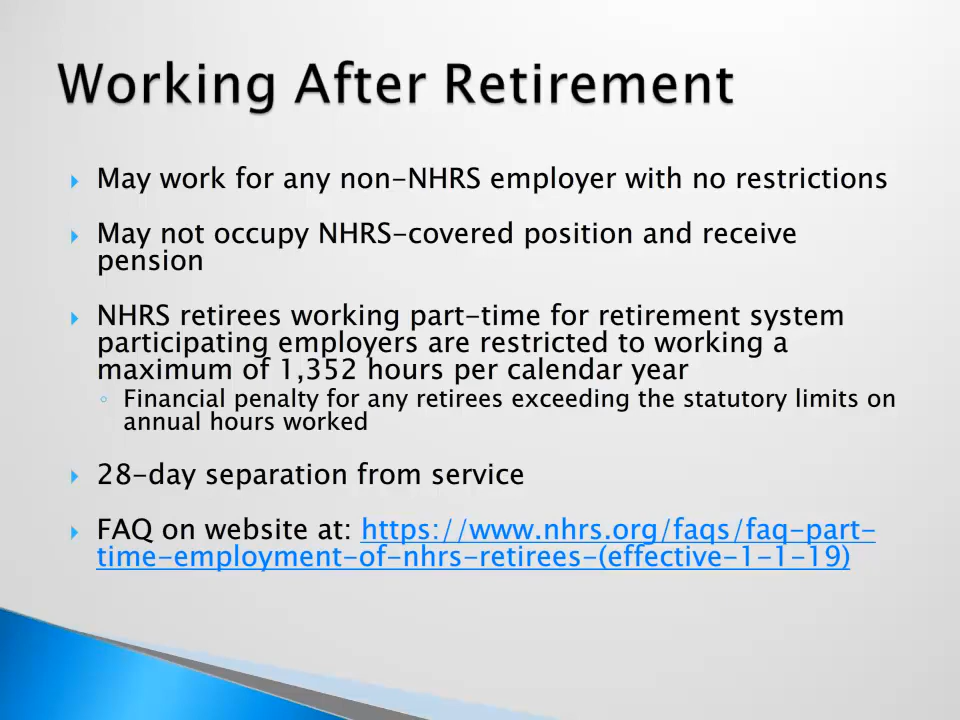 Working After Retirement
May work for any non-NHRS employer with no restrictions
May not occupy NHRS-covered position and receive
pension
NHRS retirees working part-time for retirement system
participating employers are restricted to working a
maximum of 1,352 hours per calendar year
Financial penalty for any retirees exceeding the statutory limits on
annual hours worked
28-day separation from service
FAQ on website at: https://www.nhrs.org/faqs/faq-part-
time-employment-of-nhrs-retirees-(effective-1-1-19)